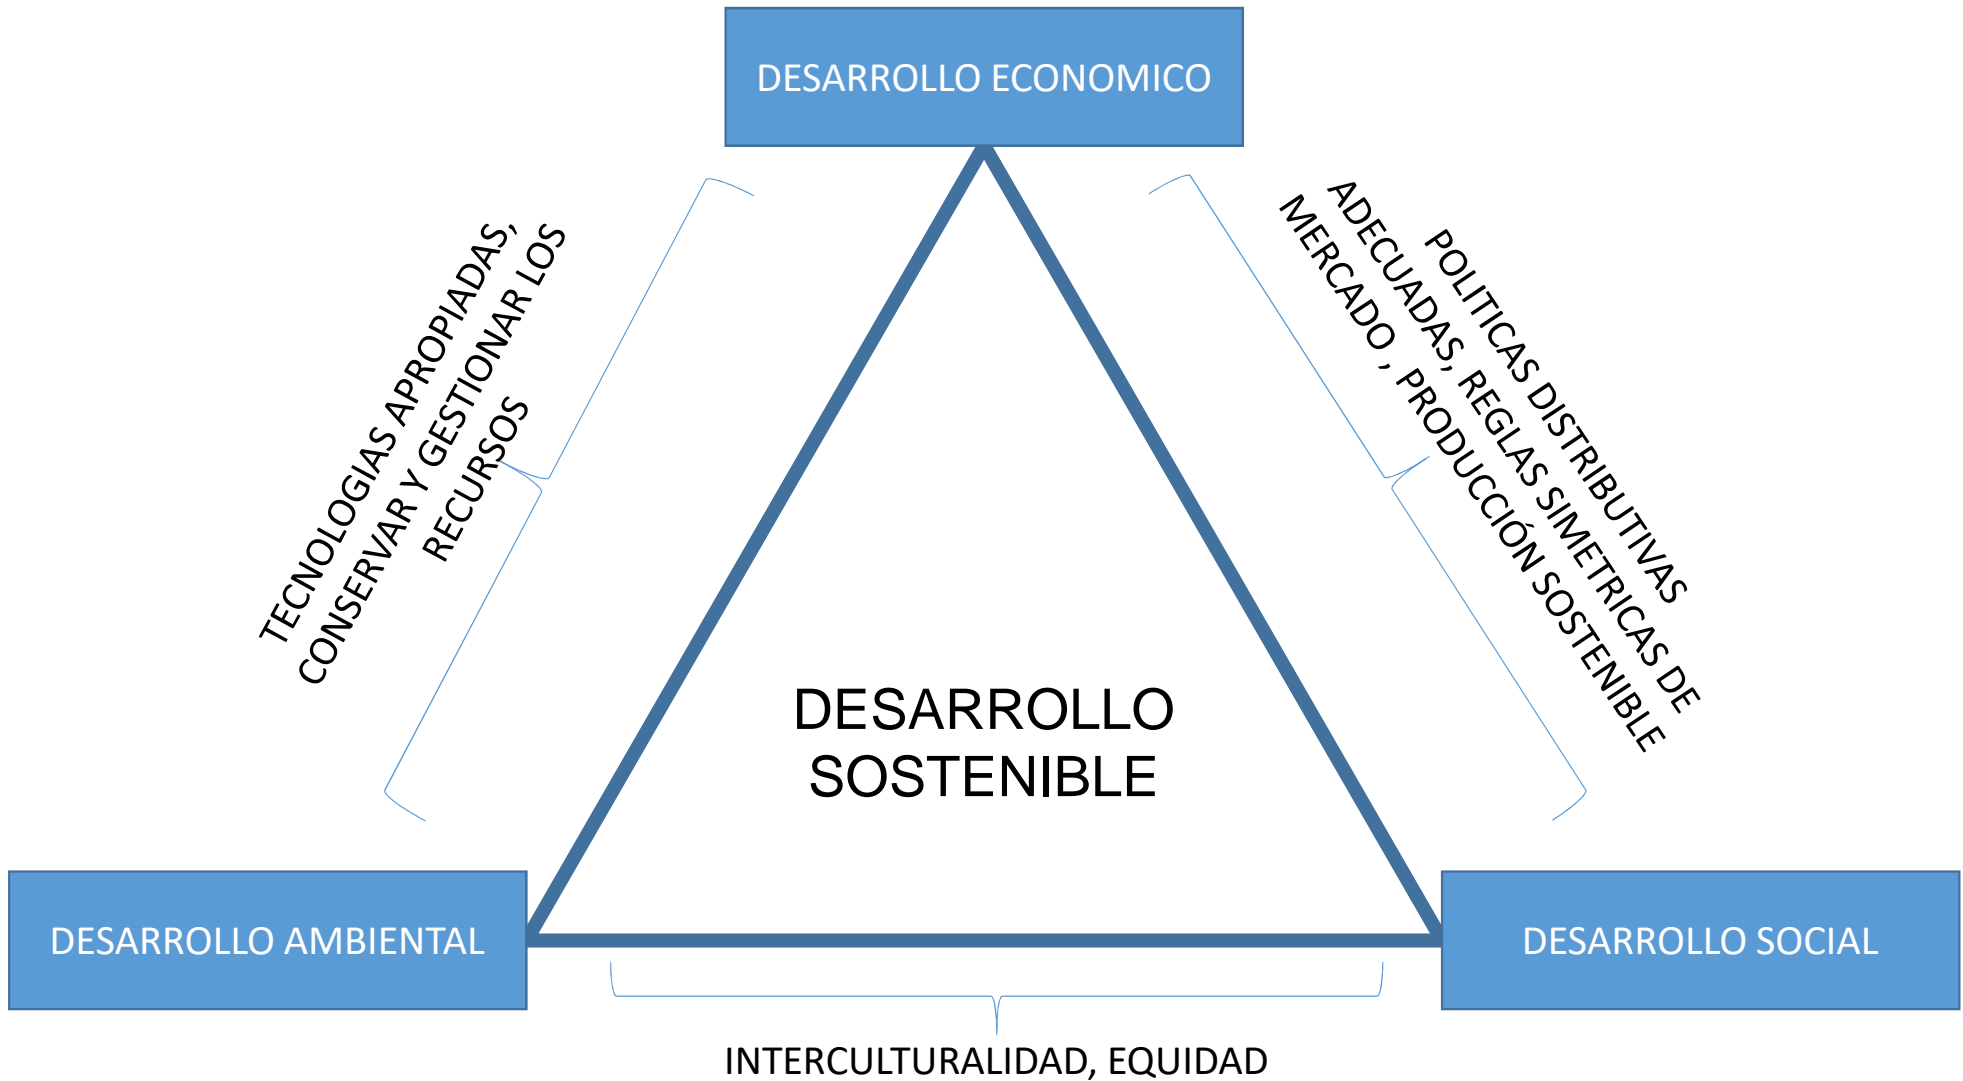 DESARROLLO ECONOMICO
TECNOLOGIAS APROPIADAS,
CONSERVAR Y GESTIONAR LOS
RECURSOS
POLITICAS DISTRIBUTIVAS
ADECUADAS, REGLAS SIMETRICAS DE
MERCADO , PRODUCCIÓN SOSTENIBLE
DESARROLLO
SOSTENIBLE
DESARROLLO AMBIENTAL
DESARROLLO SOCIAL
INTERCULTURALIDAD, EQUIDAD